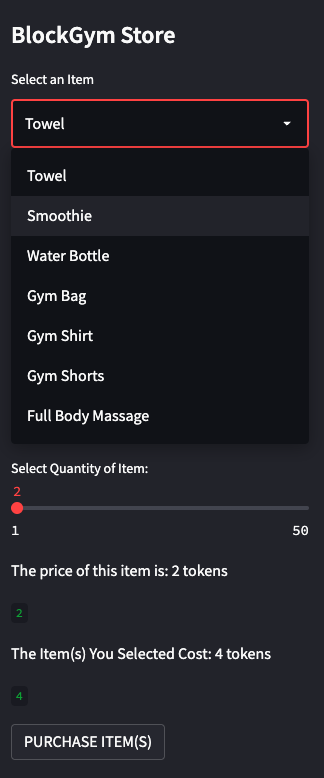 BlockGym Store
Select an Item
Towel
Towel
Smoothie
Water Bottle
Gym Bag
Gym Shirt
Gym Shorts
Full Body Massage
Select Quantity of Item:
2
1 50
The price of this item is: 2 tokens
2
The Item(s) You Selected Cost: 4 tokens
4
PURCHASE ITEM(S)